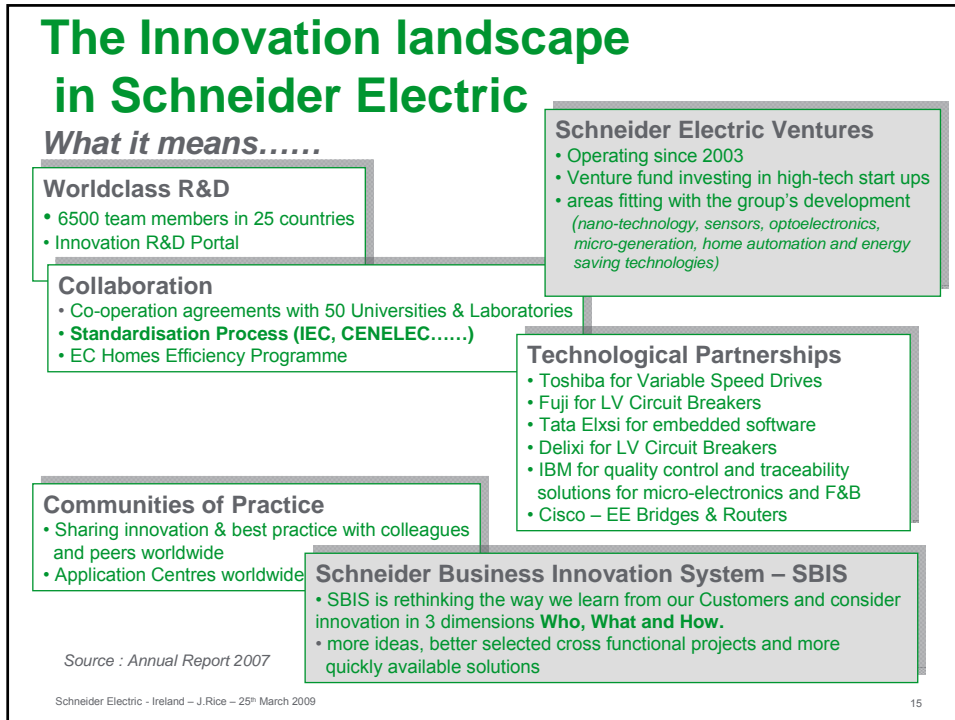 The Innovation landscape
in Schneider Electric
What it means……
Worldclass R&D
• 6500 team members in 25 countries
• Innovation R&D Portal
Schneider Electric Ventures
• Operating since 2003
• Venture fund investing in high-tech start ups
• areas fitting with the group's development
(nano-technology, sensors, optoelectronics,
micro-generation, home automation and energy
saving technologies)
Collaboration
• Co-operation agreements with 50 Universities & Laboratories
• Standardisation Process (IEC, CENELEC……)
• EC Homes Efficiency Programme
Technological Partnerships
• Toshiba for Variable Speed Drives
• Fuji for LV Circuit Breakers
• Tata Elxsi for embedded software
• Delixi for LV Circuit Breakers
• IBM for quality control and traceability
solutions for micro-electronics and F&B
• Cisco – EE Bridges & Routers
Communities of Practice
• Sharing innovation & best practice with colleagues
and peers worldwide
• Application Centres worldwide
Schneider Business Innovation System – SBIS
• SBIS is rethinking the way we learn from our Customers and consider
innovation in 3 dimensions Who, What and How.
• more ideas, better selected cross functional projects and more
quickly available solutions
Source : Annual Report 2007
Schneider Electric - Ireland – J.Rice – 25th March 2009
15